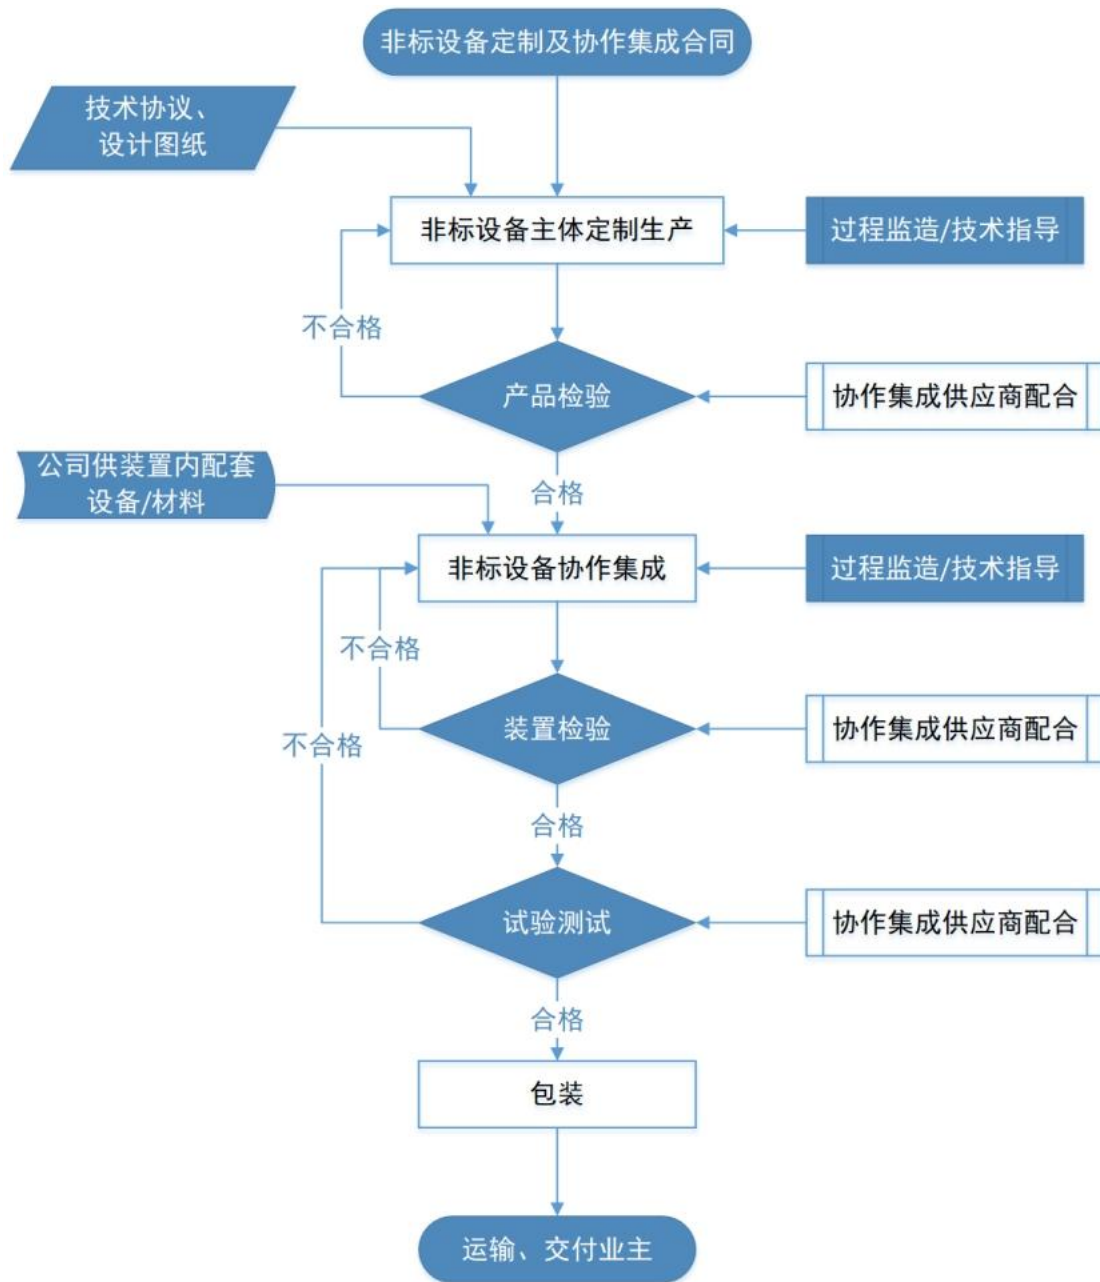 非标设备定制及协作集成合同
技术协议、
设计图纸
非标设备主体定制生产
过程监造/技术指导
不合格
产品检验
协作集成供应商配合
公司供装置内配套
设备/材料
合格
非标设备协作集成
过程监造/技术指导
不合格
装置检验
协作集成供应商配合
不合格
合格
试验测试
协作集成供应商配合
合格
包装
运输、交付业主